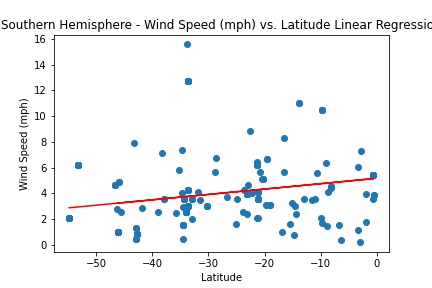 Southern Hemisphere - Wind Speed (mph) vs. Latitude Linear Regressio
16
14
12
10
8
6
4
2
0
Wind Speed (mph)
−50 −40 −30 −20 −10 0
Latitude